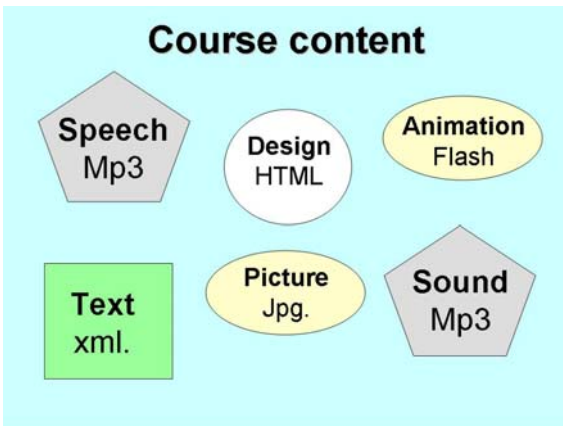 Course content
Speech
Mp3
Design
HTML
Animation
Flash
Text
xml.
Picture
Jpg.
Sound
Mp3